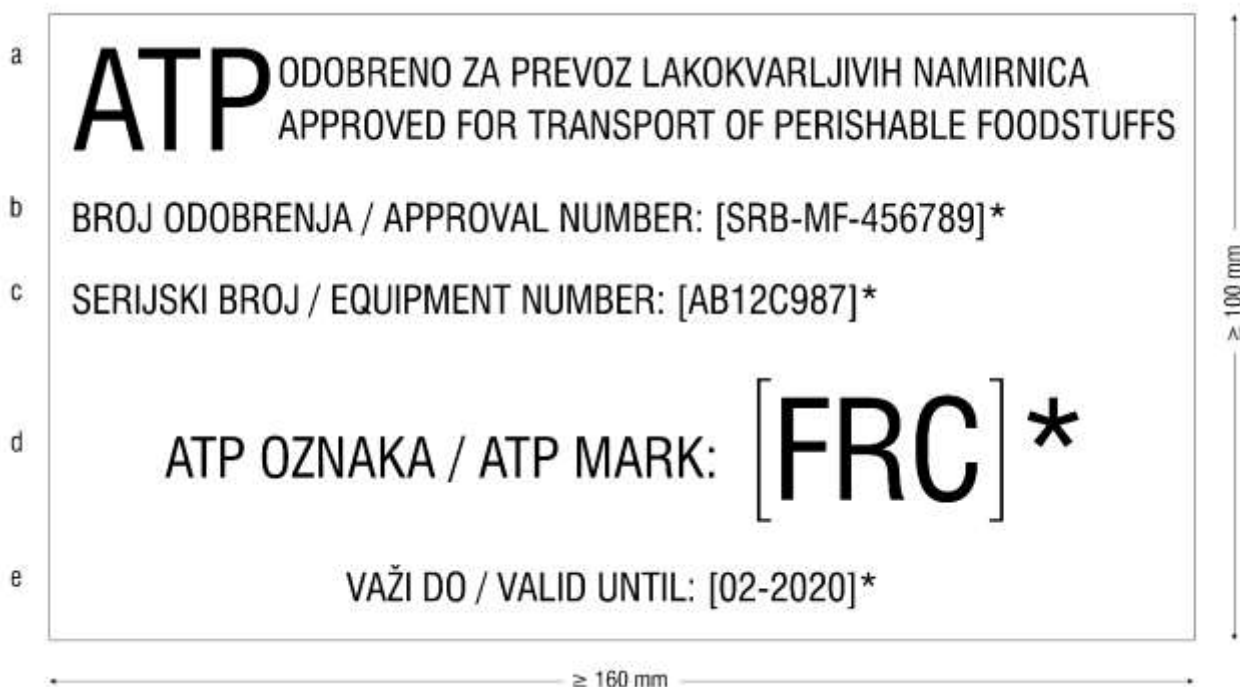 a
ATP ODOBRENO ZA PREVOZ LAKOKVARLJIVIH NAMIRNICA
APPROVED FOR TRANSPORT OF PERISHABLE FOODSTUFFS
b
BROJ ODOBRENJA / APPROVAL NUMBER: [SRB-MF-456789]*
c
SERIJSKI BROJ / EQUIPMENT NUMBER: [AB12C987]*
d
ATP OZNAKA / ATP MARK: [FRC]*
e
VAŽI DO / VALID UNTIL: [02-2020]*
≥ 160 mm
≥ 100 mm